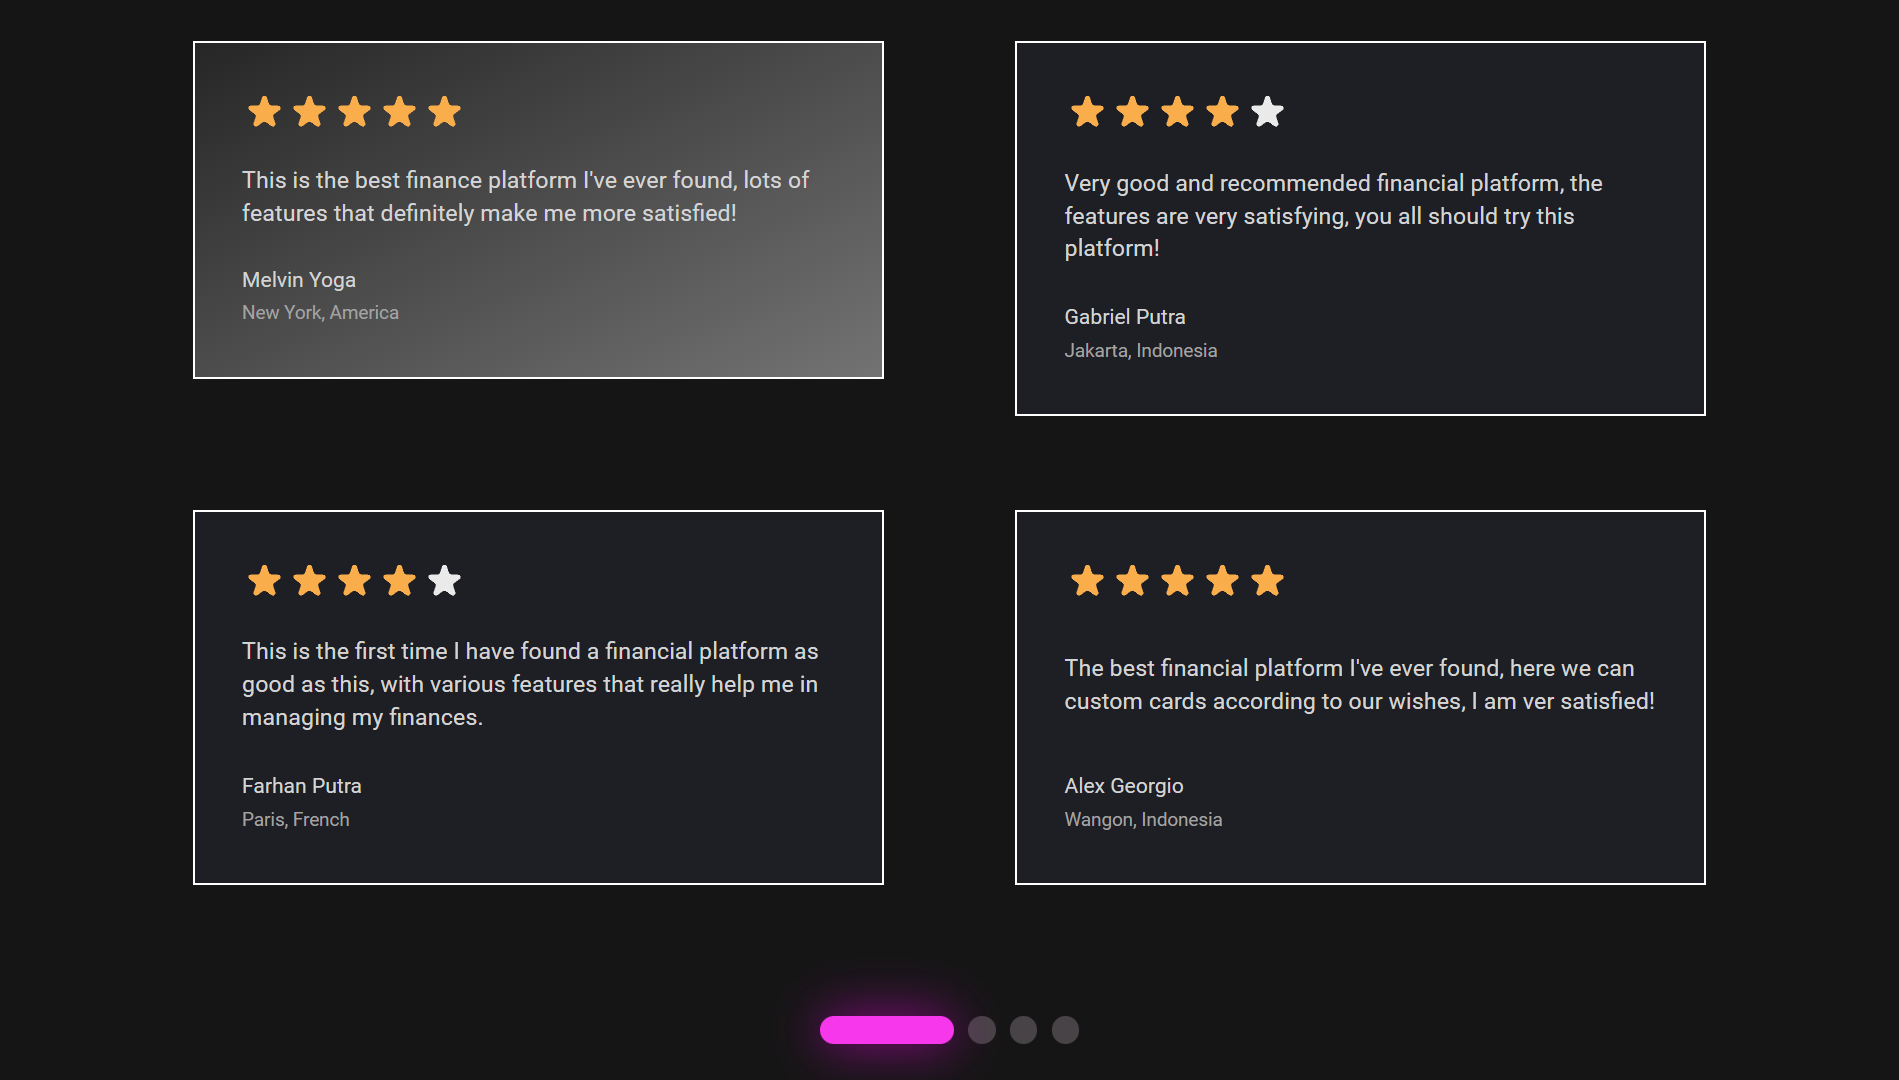 This is the best finance platform I've ever found, lots of
features that definitely make me more satisfied!
Melvin Yoga
New York, America
Very good and recommended financial platform, the
features are very satisfying, you all should try this
platform!
Gabriel Putra
Jakarta, Indonesia
This is the first time I have found a financial platform as
good as this, with various features that really help me in
managing my finances.
Farhan Putra
Paris, French
The best financial platform I've ever found, here we can
custom cards according to our wishes, I am ver satisfied!
Alex Georgio
Wangon, Indonesia